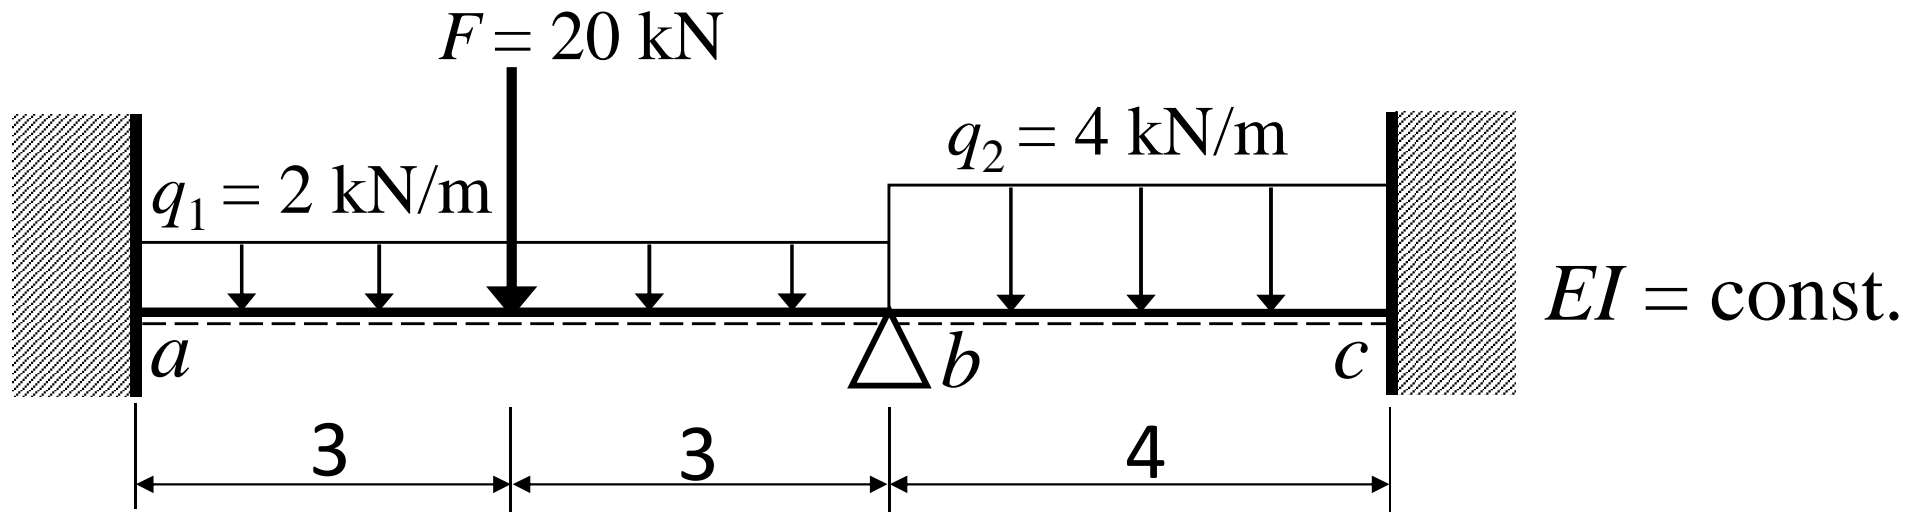 F = 20 kN
q₂ = 4 kN/m
q₁ = 2 kN/m
EI = const.
a
b
c
3
3
4